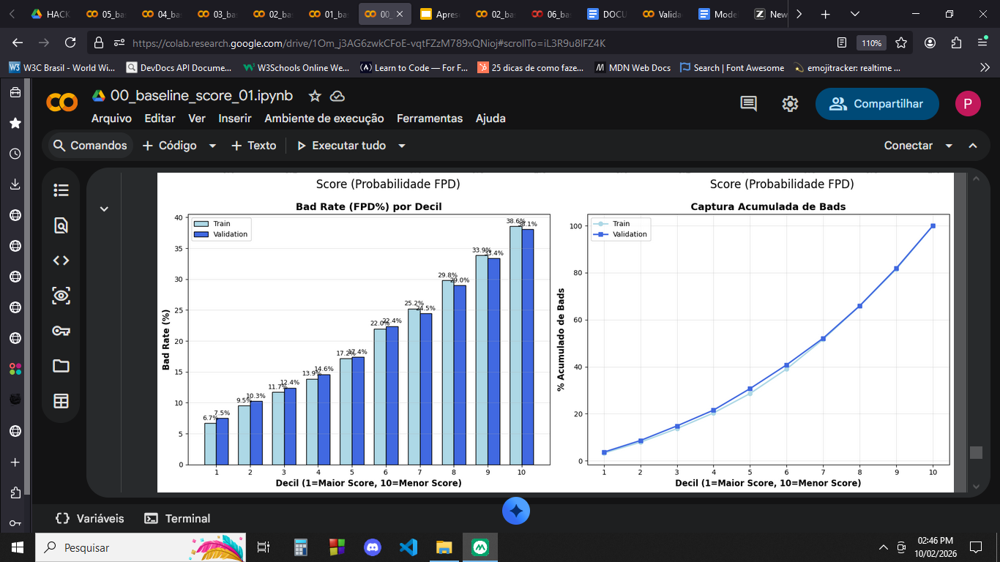 HACK
05_ba
04_ba
03_ba
02_ba
01_ba
00_
Apres
02_ba
06_ba
DOCU
Valida
Mode
New
https://colab.research.google.com/drive/1Om_j3AG6zwkCFoE-vqtFZzM789xQNioj#scrollTo=iL3R9u8lFZ4K
110%
W3C Brasil - World Wi...
DevDocs API Docume...
W3Schools Online We...
Learn to Code — For F...
25 dicas de como faze...
MDN Web Docs
Search | Font Awesome
emojitracker: realtime ...
00_baseline_score_01.ipynb
Compartilhar
P
Arquivo Editar Ver Inserir Ambiente de execução Ferramentas Ajuda
Comandos + Código + Texto Executar tudo
Conectar
Score (Probabilidade FPD)
Score (Probabilidade FPD)
Bad Rate (FPD%) por Decil
Train
Validation
40
35
30
25
20
15
10
5
0
Bad Rate (%)
6.7%
7.5%
9.5%
10.3%
11.7%
12.4%
13.9%
14.6%
17.2%
17.4%
22.0%
22.4%
25.2%
24.5%
29.8%
29.0%
33.9%
33.4%
38.6%
38.1%
1 2 3 4 5 6 7 8 9 10
Decil (1=Maior Score, 10=Menor Score)
Captura Acumulada de Bads
Train
Validation
100
80
60
40
20
0
% Acumulado de Bads
1 2 3 4 5 6 7 8 9 10
Decil (1=Maior Score, 10=Menor Score)
Variáveis
Terminal
Pesquisar
02:46 PM
10/02/2026